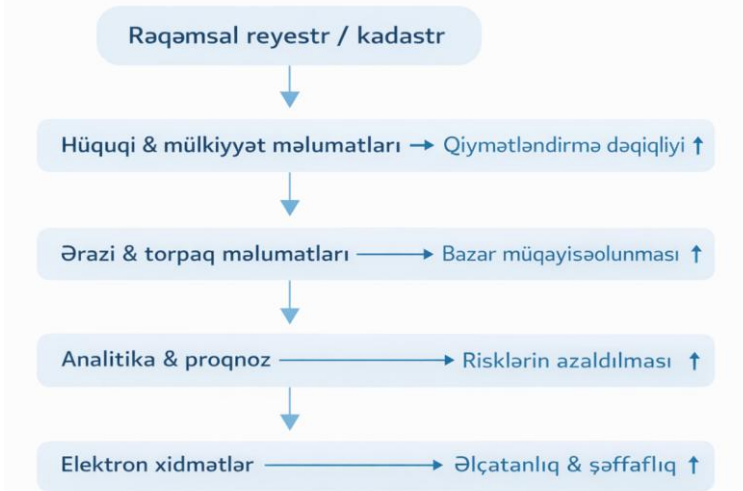 Rəqəmsal reyestr / kadastr
Hüquqi & mülkiyyət məlumatları → Qiymətləndirmə dəqiqliyi ↑
Ərazi & torpaq məlumatları → Bazar müqayisəolunması ↑
Analitika & proqnoz → Risklərin azaldılması ↑
Elektron xidmətlər → Əlçatanlıq & şəffaflıq ↑